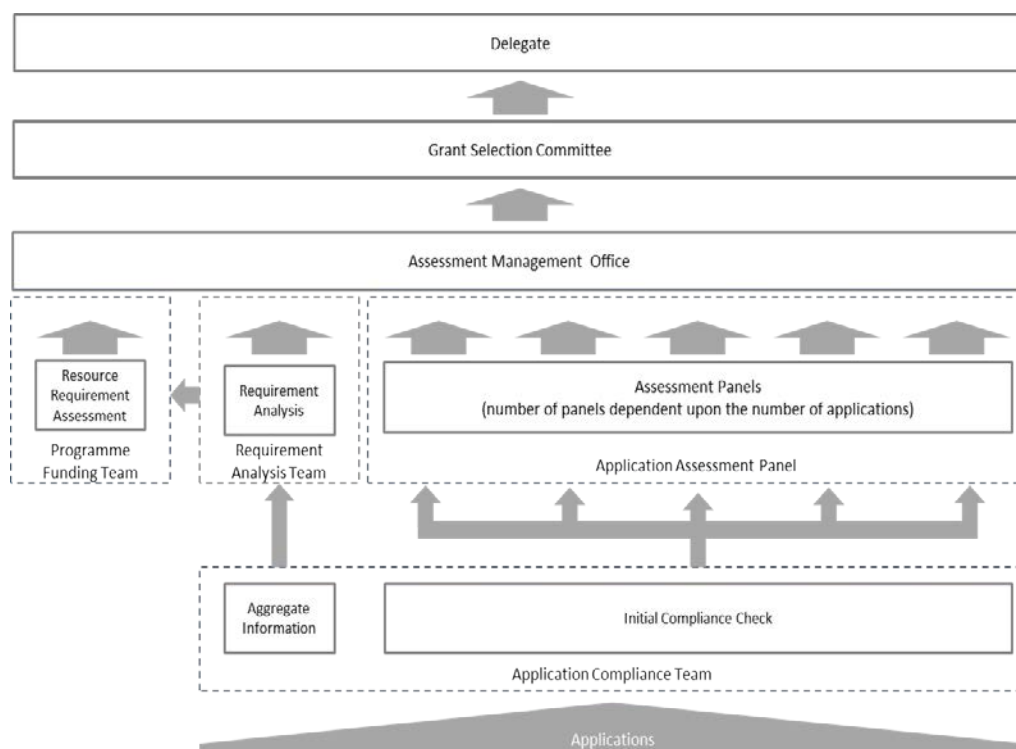 Delegate
Grant Selection Committee
Assessment Management Office
Resource
Requirement
Assessment
Programme
Funding Team
Requirement
Analysis
Requirement
Analysis Team
Assessment Panels
(number of panels dependent upon the number of applications)
Application Assessment Panel
Aggregate
Information
Initial Compliance Check
Application Compliance Team
Applications